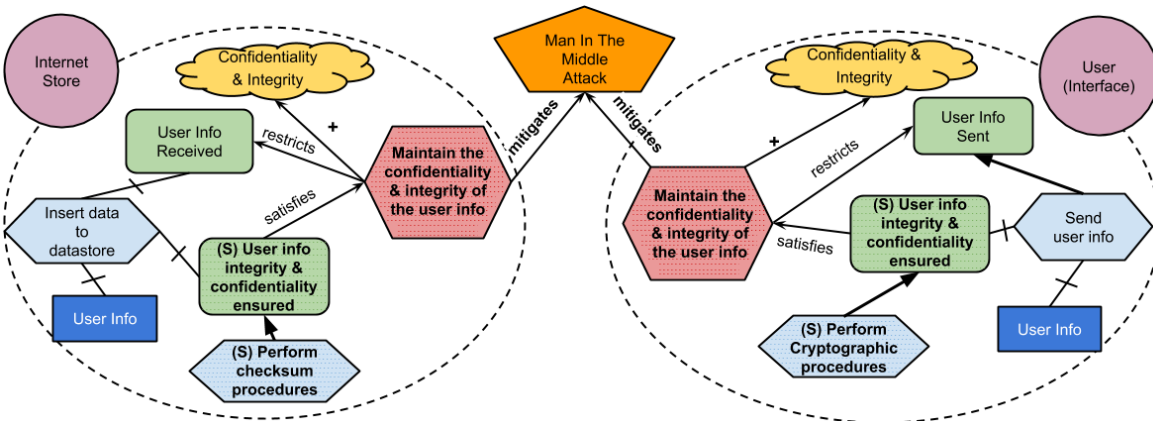 Internet
Store
Confidentiality
& Integrity
User Info
Received
restricts
+
satisfies
Insert data
to
datastore
(S) User info
integrity &
confidentiality
ensured
User Info
(S) Perform
checksum
procedures
Maintain the
confidentiality
& integrity of
the user info
mitigates
Man In The
Middle
Attack
mitigates
Confidentiality &
Integrity
User
(Interface)
+
User Info
Sent
restricts
Maintain the
confidentiality
& integrity of
the user info
satisfies
(S) User info
integrity &
confidentiality
ensured
Send
user info
User Info
(S) Perform
Cryptographic
procedures